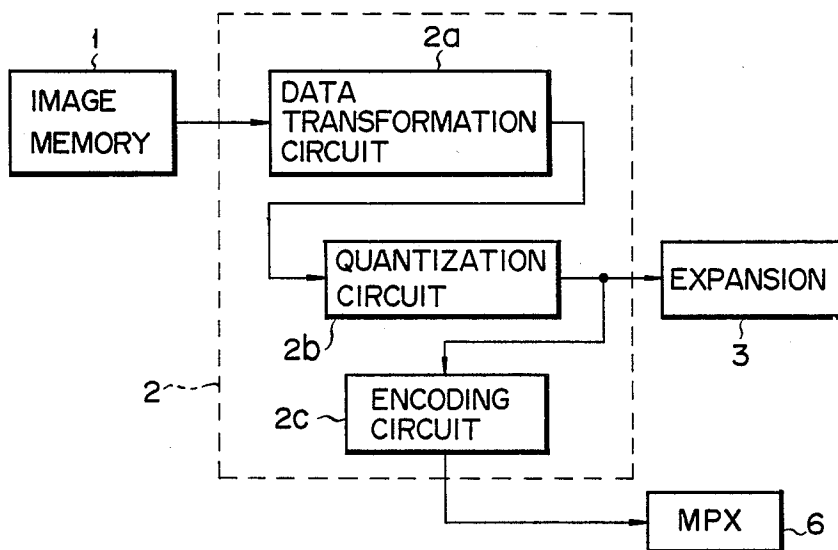 1
IMAGE
MEMORY
2a
DATA
TRANSFORMATION
CIRCUIT
QUANTIZATION
CIRCUIT
2b
EXPANSION
3
2
2c
ENCODING
CIRCUIT
MPX
6